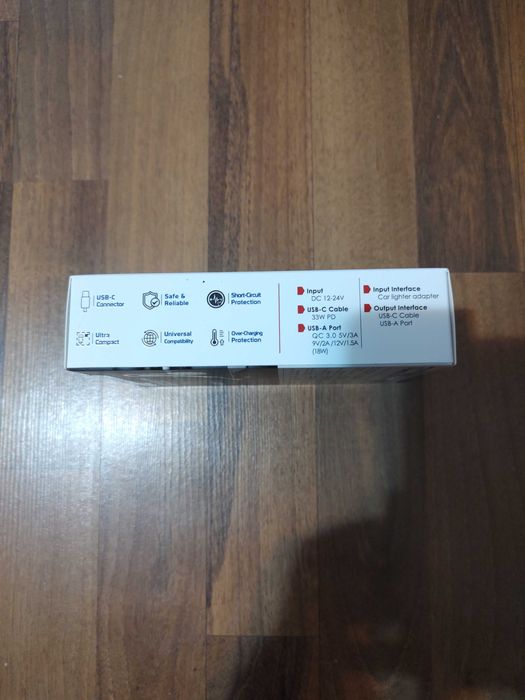 USB-C
Connector
Safe &
Reliable
Short-Circuit
Protection
Ultra
Compact
Universal
Compatibility
Over-Charging
Protection
Input
DC 12-24V
USB-C Cable
33W PD
USB-A Port
QC 3.0 5V/3A
9V/2A /12V/1.5A
(18W)
Input Interface
Car lighter adapter
Output Interface
USB-C Cable
USB-A Port